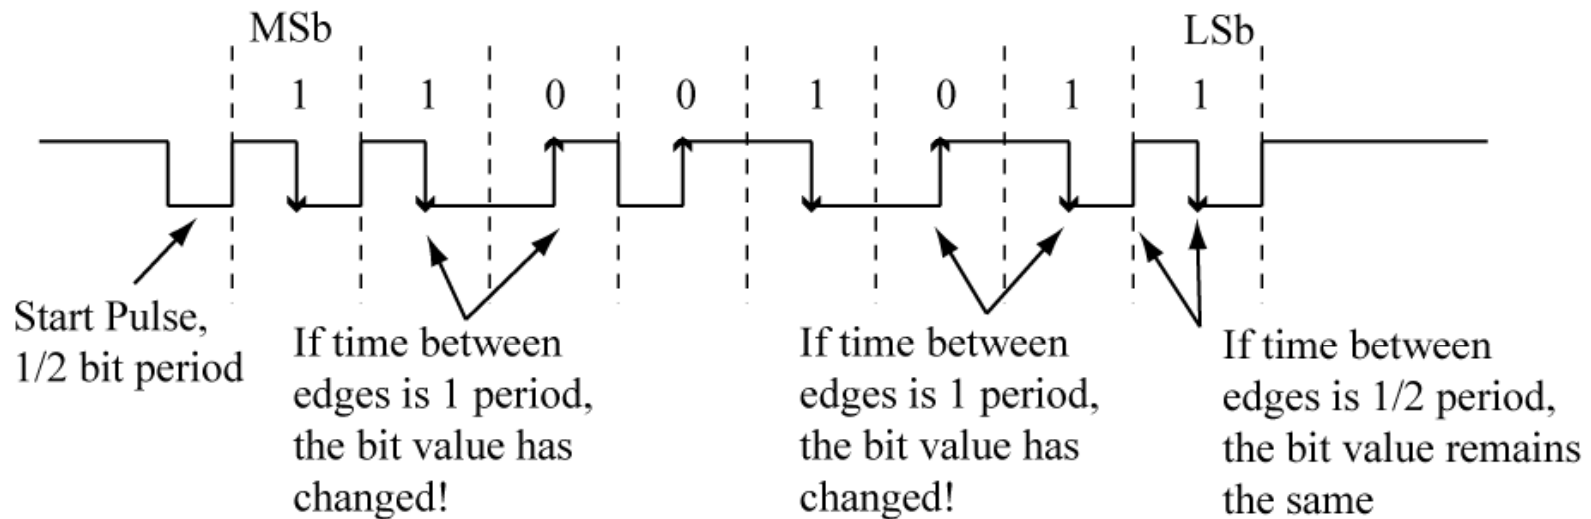 MSb LSb
1 1 0 0 1 0 1 1
Start Pulse,
1/2 bit period
If time between
edges is 1 period,
the bit value has
changed!
If time between
edges is 1 period,
the bit value has
changed!
If time between
edges is 1/2 period,
the bit value remains
the same